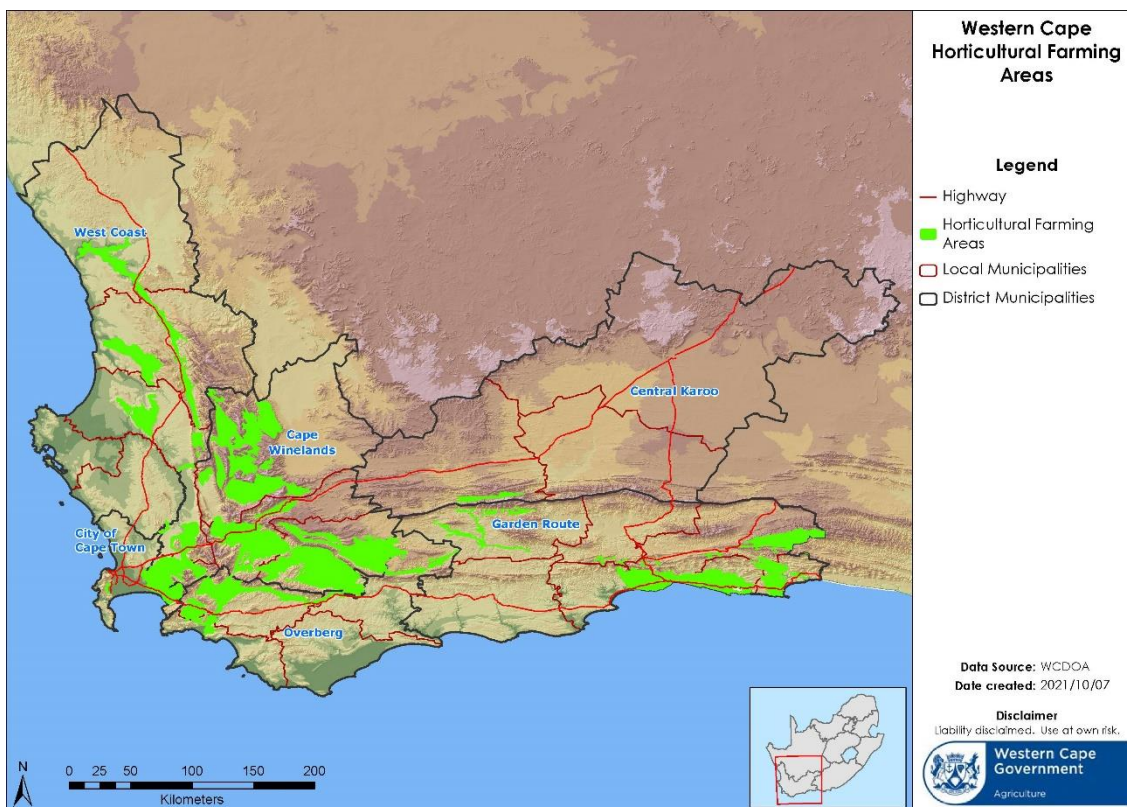 Western Cape
Horticultural Farming
Areas
Legend
Highway
Horticultural Farming
Areas
Local Municipalities
District Municipalities
West Coast
Central Karoo
Cape
Winelands
Garden Route
City of
Cape Town
Overberg
N
0 25 50 100 150 200
Kilometers
Data Source: WCDOA
Date created: 2021/10/07
Disclaimer
Liability disclaimed. Use at own risk.
Western Cape
Government
Agriculture